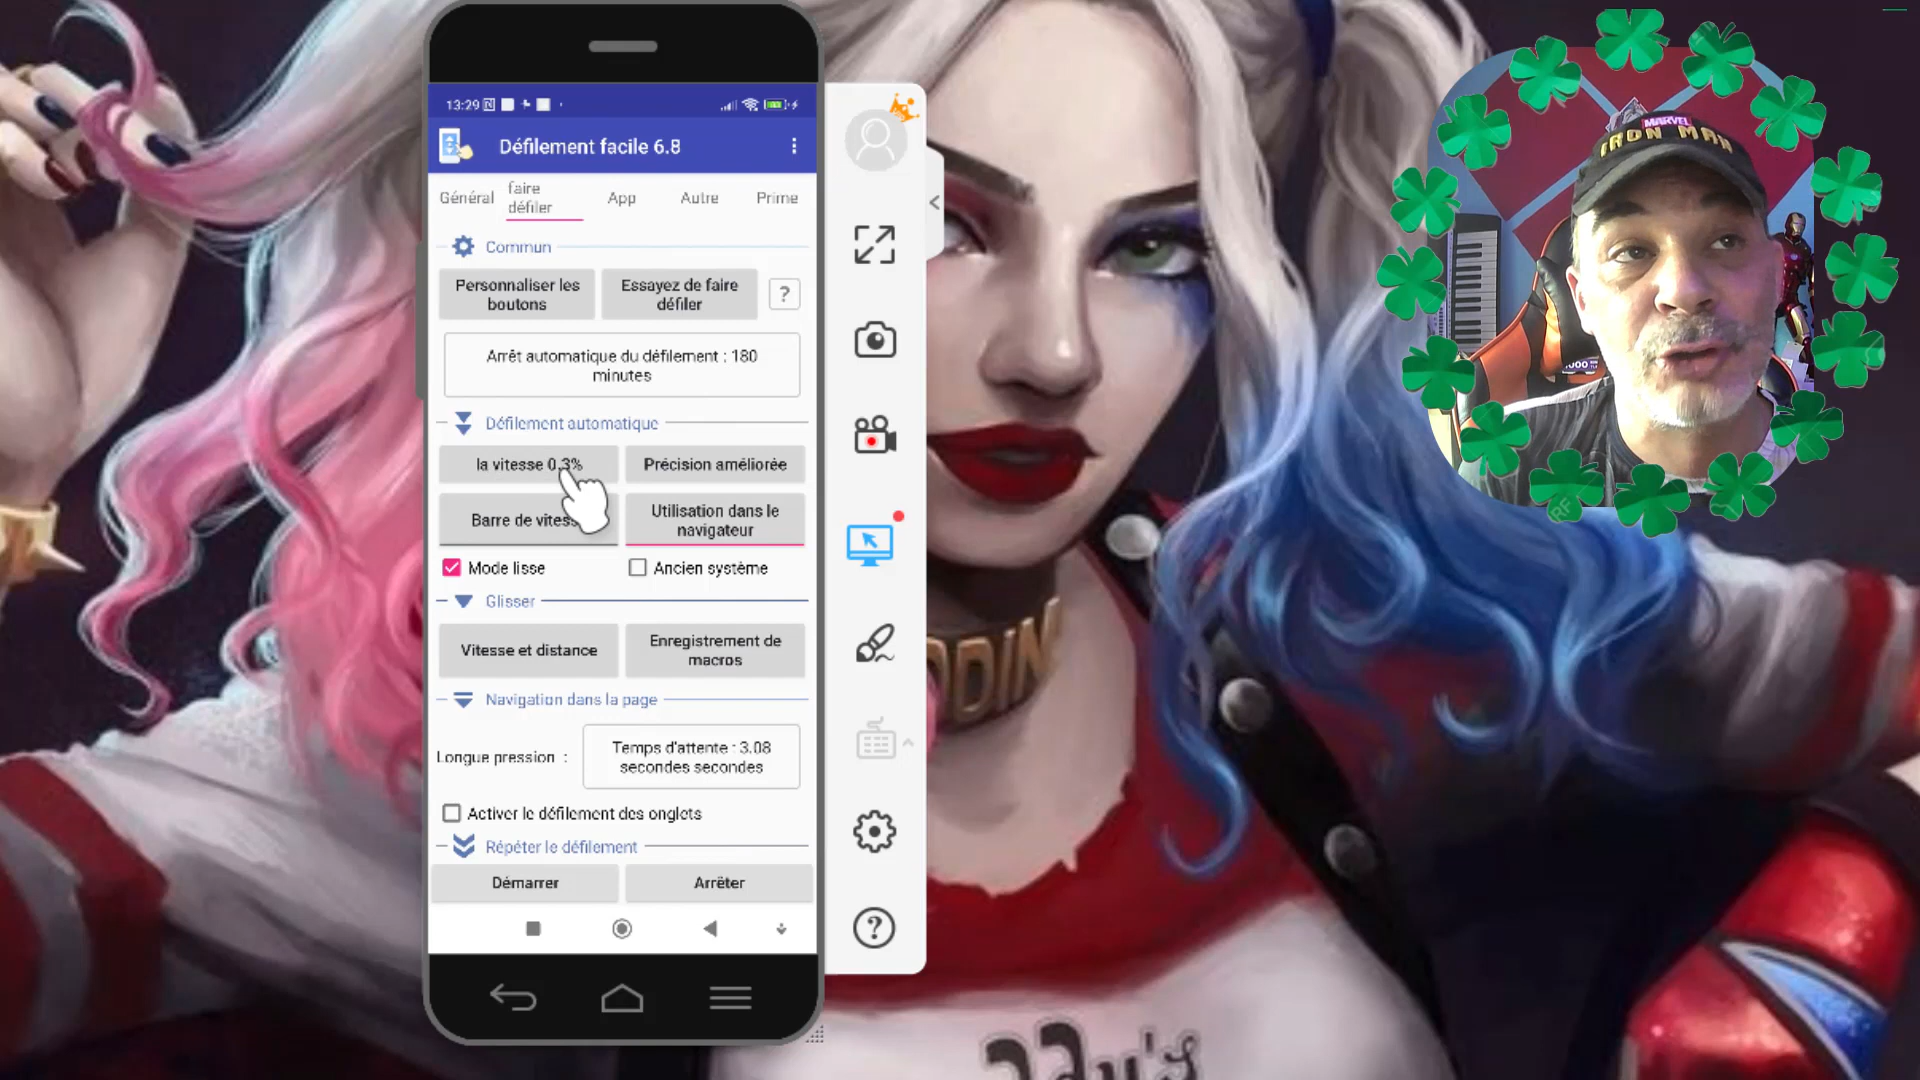 13:29
Défilement facile 6.8
Général
faire
défiler
App
Autre
Prime
Commun
Personnaliser les
boutons
Essayez de faire
défiler
?
Arrêt automatique du défilement : 180
minutes
Défilement automatique
la vitesse 0.3%
Précision améliorée
Barre de vitess
Utilisation dans le
navigateur
Mode lisse
Ancien système
Glisser
Vitesse et distance
Enregistrement de
macros
Navigation dans la page
Longue pression :
Temps d'attente : 3.08
secondes secondes
Activer le défilement des onglets
Répéter le défilement
Démarrer
Arrêter
MARVEL
IRON MAN
RF